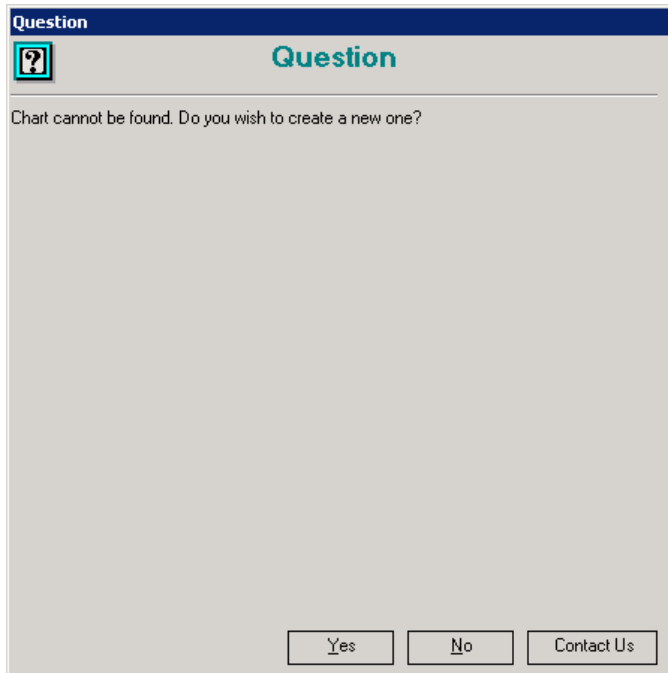 Question
Question
Chart cannot be found. Do you wish to create a new one?
Yes
No
Contact Us